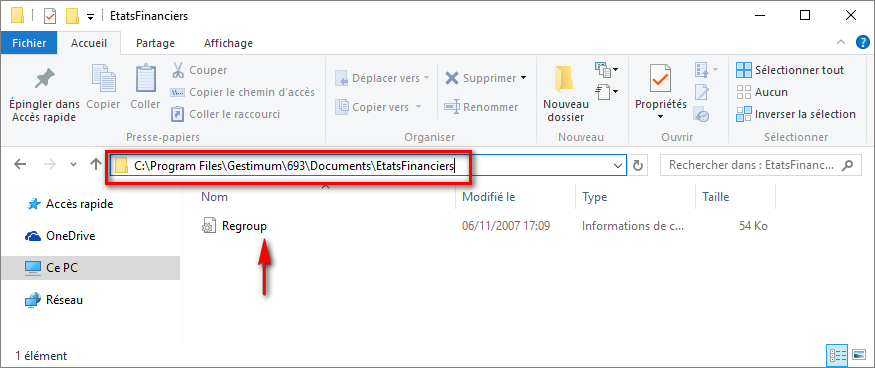 EtatsFinanciers
Fichier Accueil Partage Affichage
Épingler dans Accès rapide
Copier
Coller
Couper
Copier le chemin d'accès
Coller le raccourci
Presse-papiers
Déplacer vers
Copier vers
Supprimer
Renommer
Organiser
Nouveau dossier
Nouveau
Propriétés
Ouvrir
Sélectionner tout
Aucun
Inverser la sélection
Sélectionner
C:\Program Files\Gestimum\693\Documents\EtatsFinanciers
Rechercher dans : EtatsFinanc...
Nom Modifié le Type Taille
Regroup 06/11/2007 17:09 Informations de c... 54 Ko
Accès rapide
OneDrive
Ce PC
Réseau
1 élément